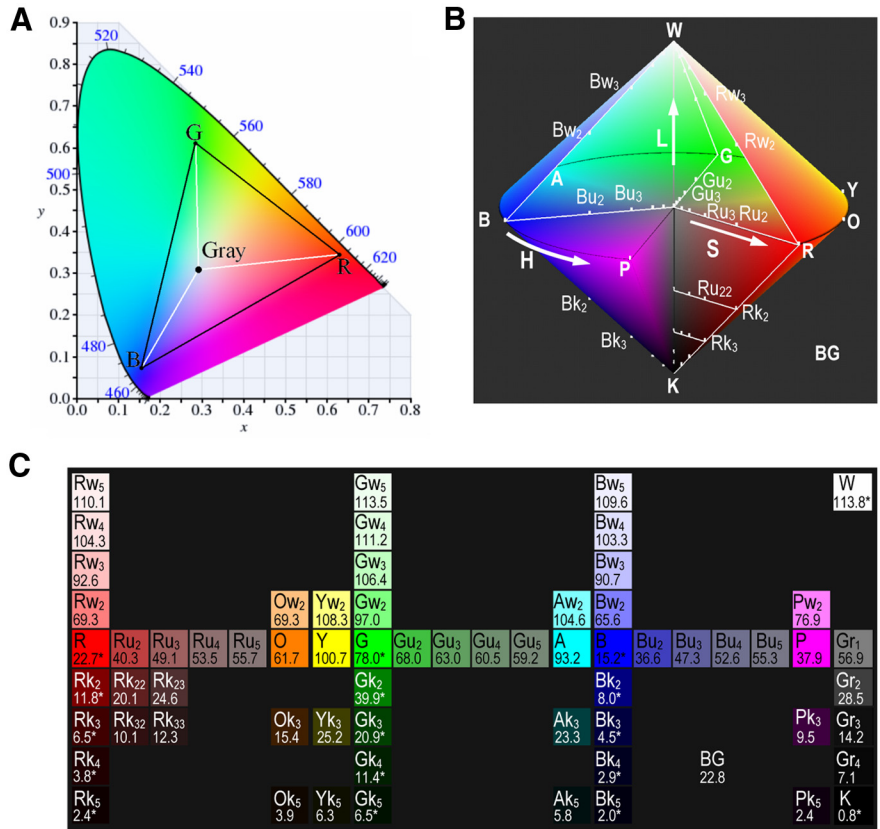 A
0.9
0.8
0.7
0.6
0.5
0.4
0.3
0.2
0.1
0.0
y
0.0 0.1 0.2 0.3 0.4 0.5 0.6 0.7 0.8
x
520
540
560
580
600
620
500
480
460
G
Gray
R
B
B
W
Bw3
Rw3
Bw2
L
Rw2
G
A
Gu2
Gu3
Bu2 Bu3
Ru3 Ru2
Y
O
B
H
P
S
R
Ru22
Bk2
Rk2
Bk3
Rk3
BG
K
C
Rw5 Gw5 Bw5 W
110.1 113.5 109.6 113.8*
Rw4 Gw4 Bw4
104.3 111.2 103.3
Rw3 Gw3 Bw3
92.6 106.4 90.7
Rw2 Ow2 Yw2 Gw2 Aw2 Bw2 Pw2
69.3 69.3 108.3 97.0 104.6 65.6 76.9
R Ru2 Ru3 Ru4 Ru5 O Y G Gu2 Gu3 Gu4 Gu5 A B Bu2 Bu3 Bu4 Bu5 P Gr1
22.7* 40.3 49.1 53.5 55.7 61.7 100.7 78.0* 68.0 63.0 60.5 59.2 93.2 15.2* 36.6 47.3 52.6 55.3 37.9 56.9
Rk2 Rk22 Rk23 Gk2 Bk2 Gr2
11.8* 20.1 24.6 39.9* 8.0* 28.5
Rk3 Rk32 Rk33 Ok3 Yk3 Gk3 Ak3 Bk3 Pk3 Gr3
6.5* 10.1 12.3 15.4 25.2 20.9* 23.3 4.5* 9.5 14.2
Rk4 Gk4 Bk4 BG Gr4
3.8* 11.4* 2.9* 22.8 7.1
Rk5 Ok5 Yk5 Gk5 Ak5 Bk5 Pk5 K
2.4* 3.9 6.3 6.5* 5.8 2.0* 2.4 0.8*